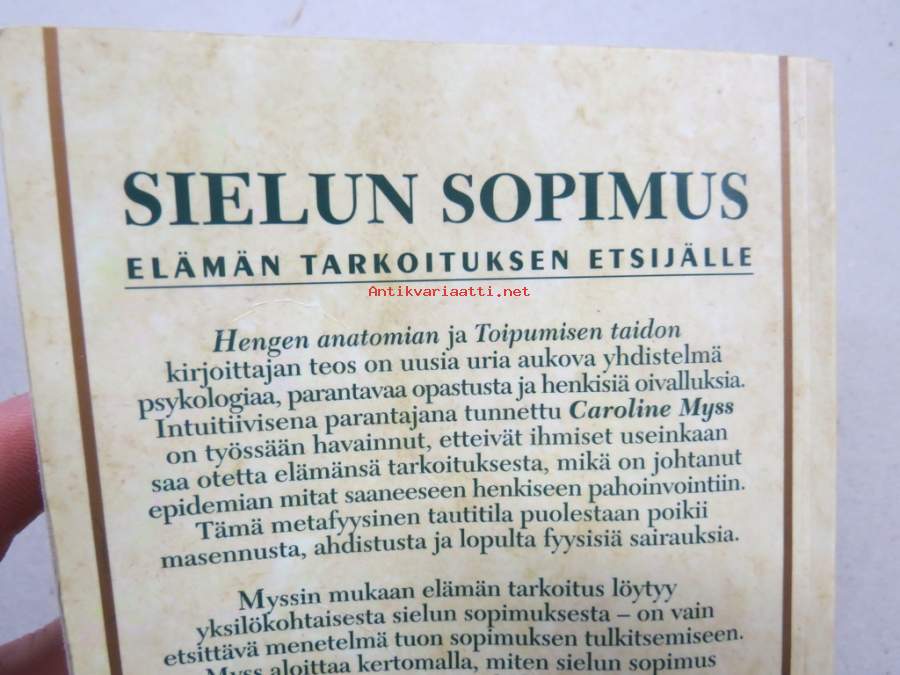 SIELUN SOPIMUS
ELÄMÄN TARKOITUKSEN ETSIJÄLLE
Antikvariaatti.net
Hengen anatomian ja Toipumisen taidon
kirjoittajan teos on uusia uria aukova yhdistelmä
psykologiaa, parantavaa opastusta ja henkisiä oivalluksia.
Intuitiivisena parantajana tunnettu Caroline Myss
on työssään havainnut, etteivät ihmiset useinkaan
saa otetta elämänsä tarkoituksesta, mikä on johtanut
epidemian mitat saaneeseen henkiseen pahoinvointiin.
Tämä metafyysinen tautitila puolestaan poikii
masennusta, ahdistusta ja lopulta fyysisiä sairauksia.
Myssin mukaan elämän tarkoitus löytyy
yksilökohtaisesta sielun sopimuksesta – on vain
etsittävä menetelmä tuon sopimuksen tulkitsemiseen.
Myss aloittaa kertomalla, miten sielun sopimus